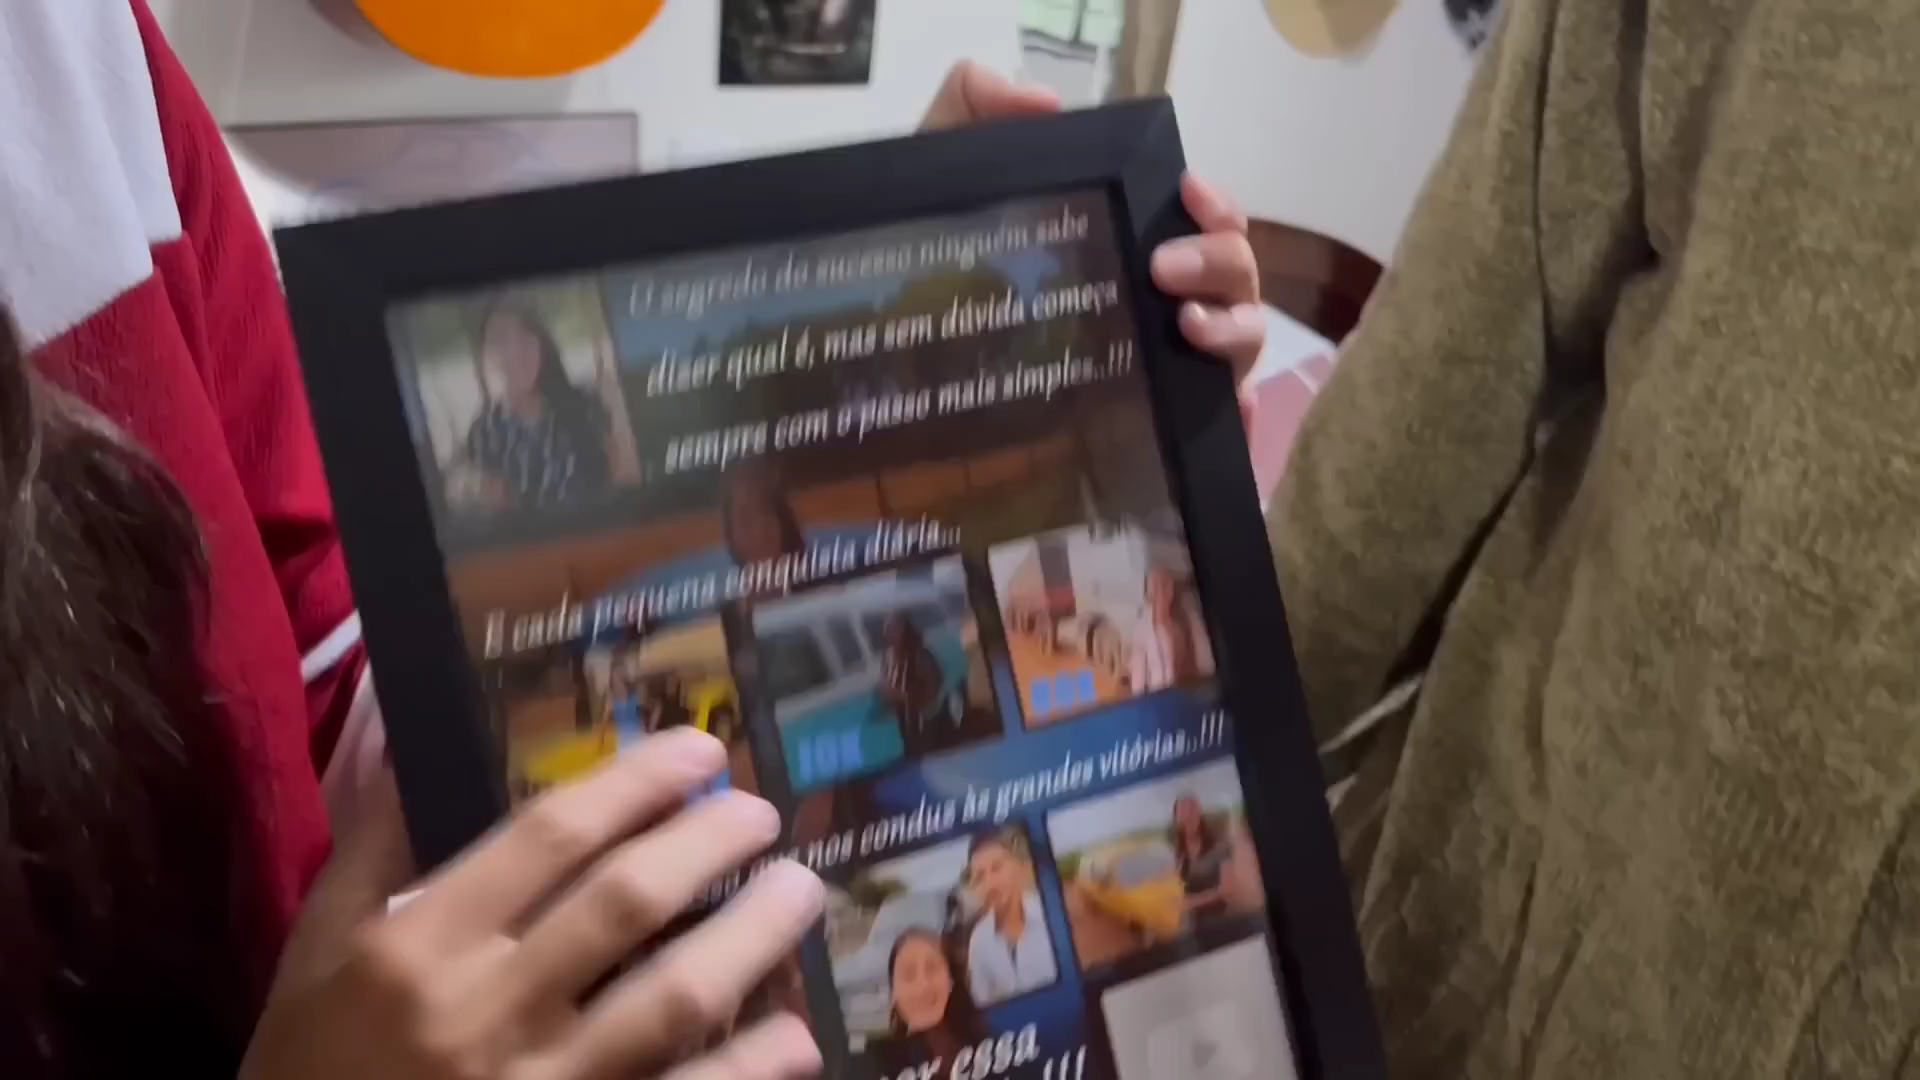 O segredo do sucesso ninguém sabe
dizer qual é, mas sem dúvida começa
sempre com o passo mais simples..!!!
E cada pequena conquista diária...
10K
nos conduz às grandes vitórias..!!!
essa
!!!